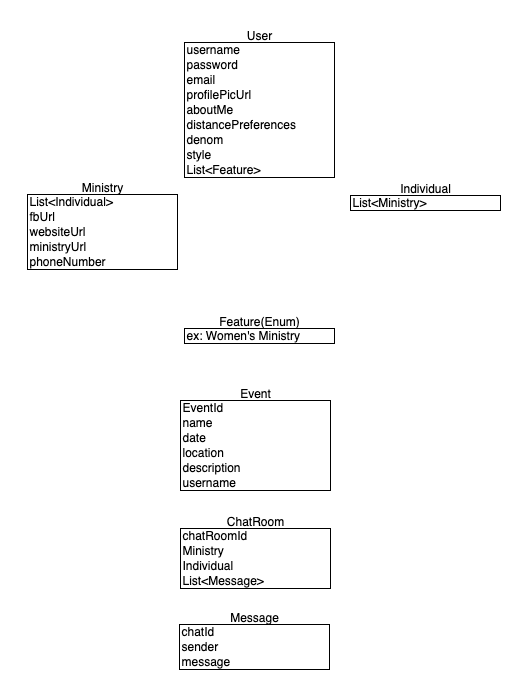 User
username
password
email
profilePicUrl
aboutMe
distancePreferences
denom
style
List<Feature>
Ministry
List<Individual>
fbUrl
websiteUrl
ministryUrl
phoneNumber
Individual
List<Ministry>
Feature(Enum)
ex: Women's Ministry
Event
EventId
name
date
location
description
username
ChatRoom
chatRoomId
Ministry
Individual
List<Message>
Message
chatId
sender
message